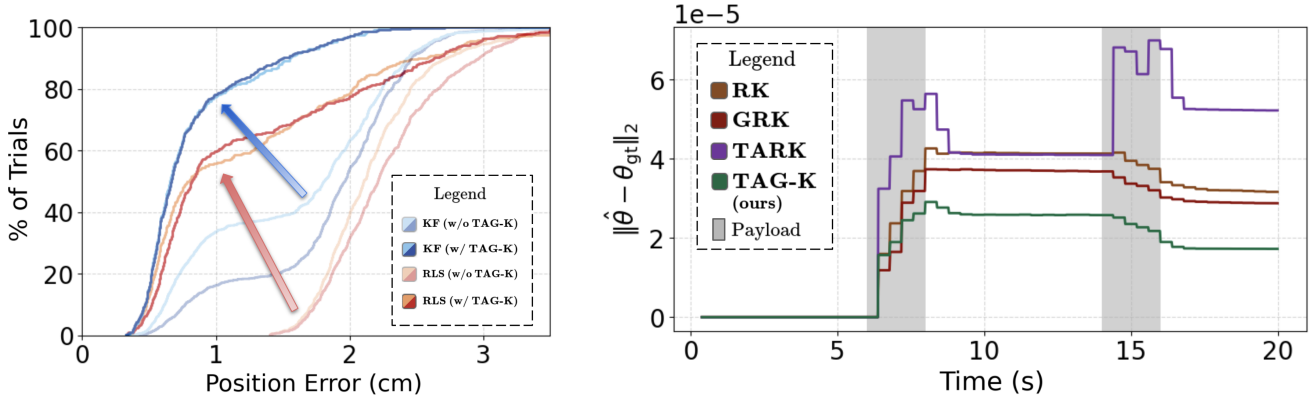 100
80
60
40
20
0
% of Trials
0
1
2
3
Position Error (cm)
Legend
KF (w/o TAG-K)
KF (w/ TAG-K)
RLS (w/o TAG-K)
RLS (w/ TAG-K)
1e−5
6
4
2
0
‖θ̂ − θgt‖2
0
5
10
15
20
Time (s)
Legend
RK
GRK
TARK
TAG-K
(ours)
Payload